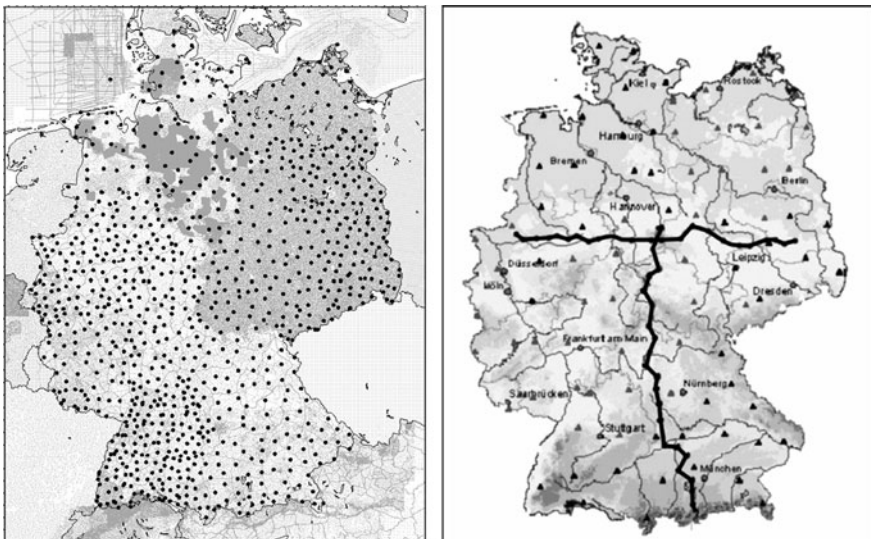 Kiel
Rostock
Hamburg
Bremen
Berlin
Hannover
Düsseldorf
Leipzig
Köln
Dresden
Frankfurt am Main
Saarbrücken
Nürnberg
Stuttgart
München